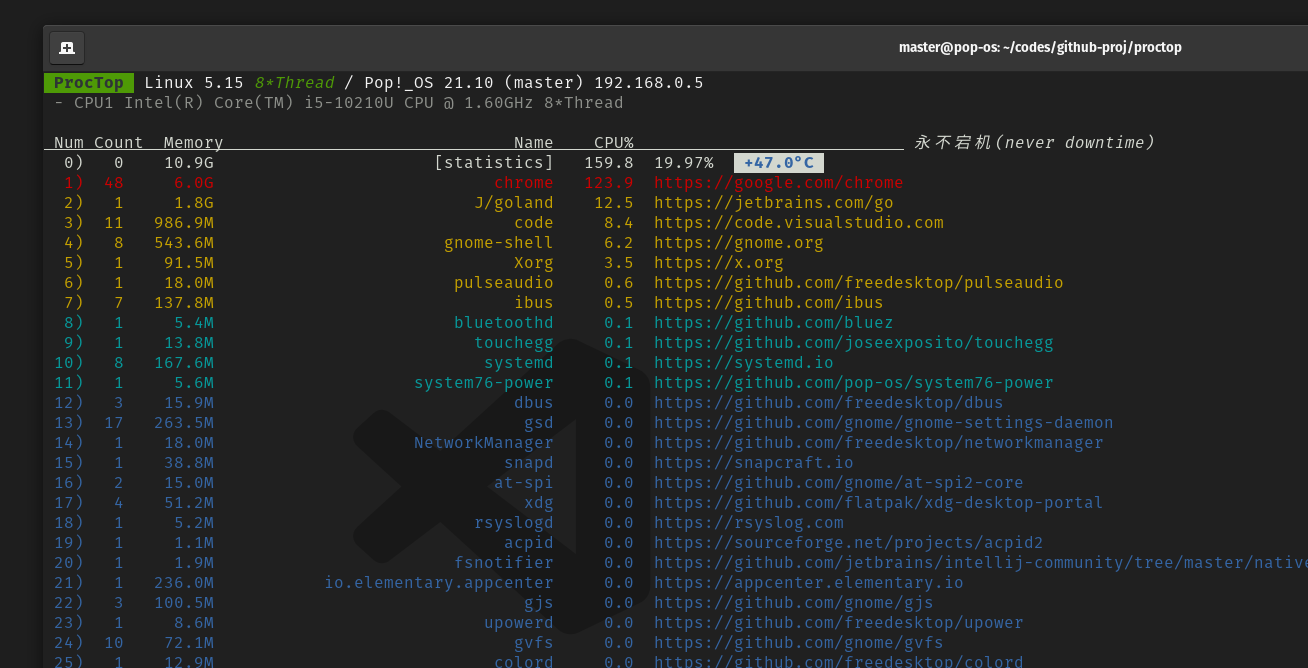 master@pop-os: ~/codes/github-proj/proctop
ProcTop Linux 5.15 8*Thread / Pop!_OS 21.10 (master) 192.168.0.5
- CPU1 Intel(R) Core(TM) i5-10210U CPU @ 1.60GHz 8*Thread
Num Count Memory Name CPU% 永不宕机(never downtime)
0) 0 10.9G [statistics] 159.8 19.97% +47.0°C
1) 48 6.0G chrome 123.9 https://google.com/chrome
2) 1 1.8G J/goland 12.5 https://jetbrains.com/go
3) 11 986.9M code 8.4 https://code.visualstudio.com
4) 8 543.6M gnome-shell 6.2 https://gnome.org
5) 1 91.5M Xorg 3.5 https://x.org
6) 1 18.0M pulseaudio 0.6 https://github.com/freedesktop/pulseaudio
7) 7 137.8M ibus 0.5 https://github.com/ibus
8) 1 5.4M bluetoothd 0.1 https://github.com/bluez
9) 1 13.8M touchegg 0.1 https://github.com/joseexposito/touchegg
10) 8 167.6M systemd 0.1 https://systemd.io
11) 1 5.6M system76-power 0.1 https://github.com/pop-os/system76-power
12) 3 15.9M dbus 0.0 https://github.com/freedesktop/dbus
13) 17 263.5M gsd 0.0 https://github.com/gnome/gnome-settings-daemon
14) 1 18.0M NetworkManager 0.0 https://github.com/freedesktop/networkmanager
15) 1 38.8M snapd 0.0 https://snapcraft.io
16) 2 15.0M at-spi 0.0 https://github.com/gnome/at-spi2-core
17) 4 51.2M xdg 0.0 https://github.com/flatpak/xdg-desktop-portal
18) 1 5.2M rsyslogd 0.0 https://rsyslog.com
19) 1 1.1M acpid 0.0 https://sourceforge.net/projects/acpid2
20) 1 1.9M fsnotifier 0.0 https://github.com/jetbrains/intellij-community/tree/master/native
21) 1 236.0M io.elementary.appcenter 0.0 https://appcenter.elementary.io
22) 3 100.5M gjs 0.0 https://github.com/gnome/gjs
23) 1 8.6M upowerd 0.0 https://github.com/freedesktop/upower
24) 10 72.1M gvfs 0.0 https://github.com/gnome/gvfs
25) 1 12.9M colord 0.0 https://github.com/freedesktop/colord